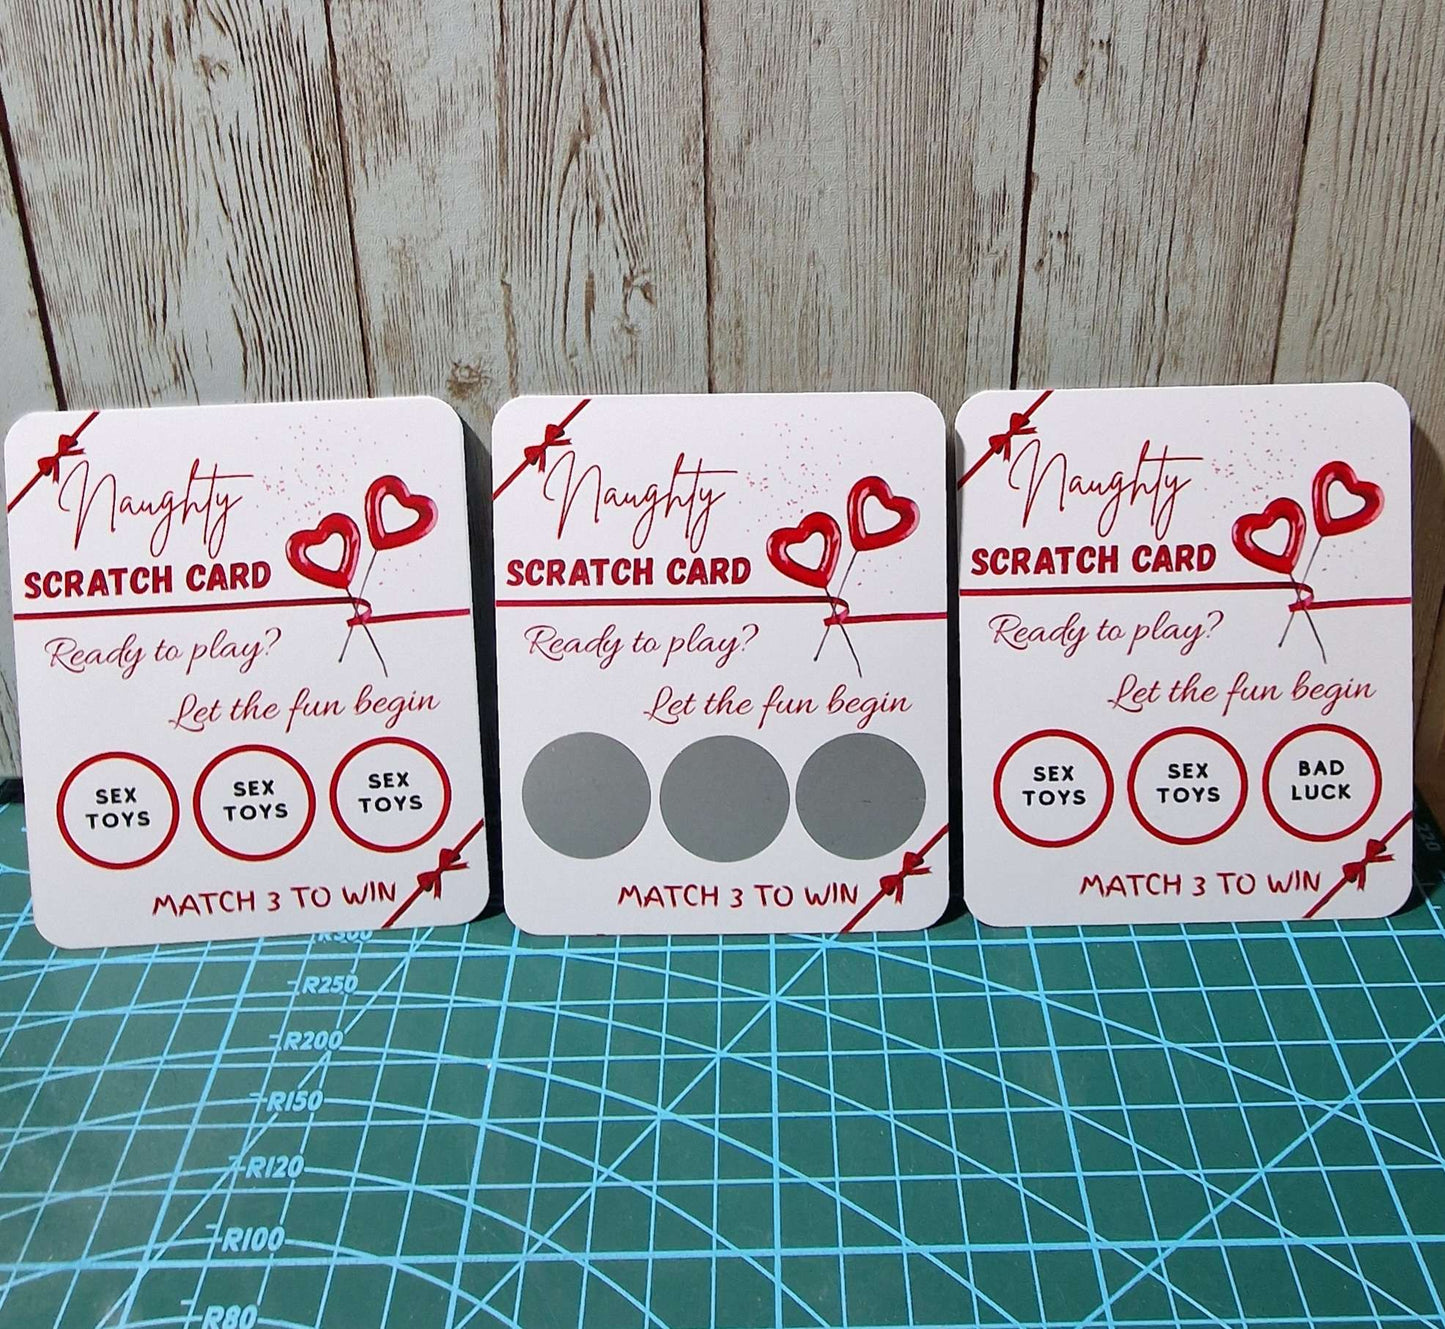 Naughty
SCRATCH CARD
Ready to play?
Let the fun begin
SEX
TOYS
SEX
TOYS
SEX
TOYS
MATCH 3 TO WIN
Naughty
SCRATCH CARD
Ready to play?
Let the fun begin
MATCH 3 TO WIN
Naughty
SCRATCH CARD
Ready to play?
Let the fun begin
SEX
TOYS
SEX
TOYS
BAD
LUCK
MATCH 3 TO WIN
R300
R250
R200
R150
R120
R100
R80